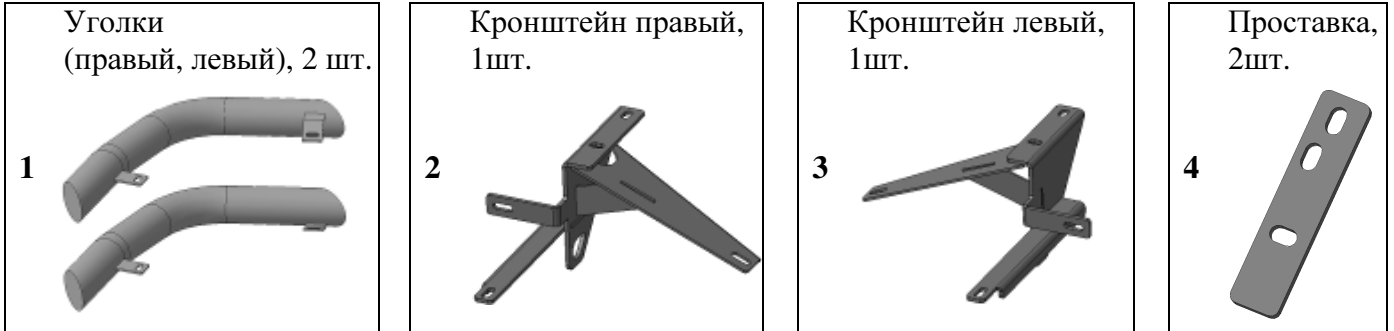 Уголки
(правый, левый), 2 шт.
1
Кронштейн правый,
1шт.
2
Кронштейн левый,
1шт.
3
Проставка,
2шт.
4